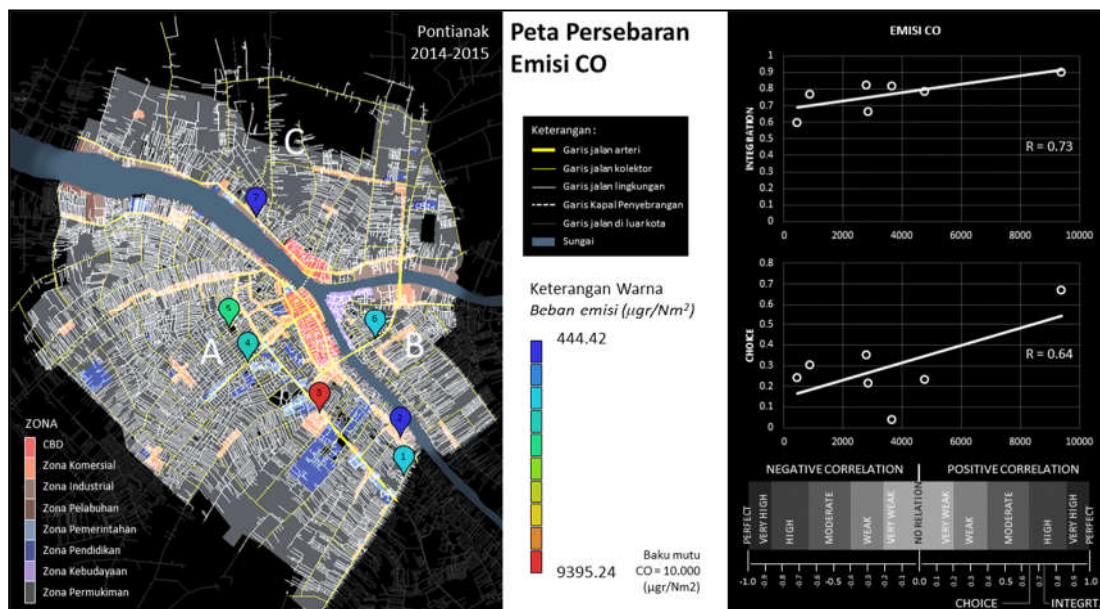 Pontianak
2014-2015
C
7
5
A
4
6
B
3
2
1
ZONA
CBD
Zona Komersial
Zona Industrial
Zona Pelabuhan
Zona Pemerintahan
Zona Pendidikan
Zona Kebudayaan
Zona Permukiman
Peta Persebaran
Emisi CO
Keterangan :
Garis jalan arteri
Garis jalan kolektor
Garis jalan lingkungan
Garis Kapal Penyebrangan
Garis jalan di luar kota
Sungai
Keterangan Warna
Beban emisi (µgr/Nm²)
444.42
9395.24
Baku mutu
CO = 10.000
(µgr/Nm2)
EMISI CO
INTEGRATION
1
0.9
0.8
0.7
0.6
0.5
0.4
0.3
0.2
0.1
0
R = 0.73
0 2000 4000 6000 8000 10000
CHOICE
0.8
0.7
0.6
0.5
0.4
0.3
0.2
0.1
0
R = 0.64
0 2000 4000 6000 8000 10000
NEGATIVE CORRELATION POSITIVE CORRELATION
PERFECT VERY HIGH HIGH MODERATE WEAK VERY WEAK NO RELATION VERY WEAK WEAK MODERATE HIGH VERY HIGH PERFECT
-1.0 -0.9 -0.8 -0.7 -0.6 -0.5 -0.4 -0.3 -0.2 -0.1 0.0 0.1 0.2 0.3 0.4 0.5 0.6 0.7 0.8 0.9 1.0
CHOICE INTEGRT